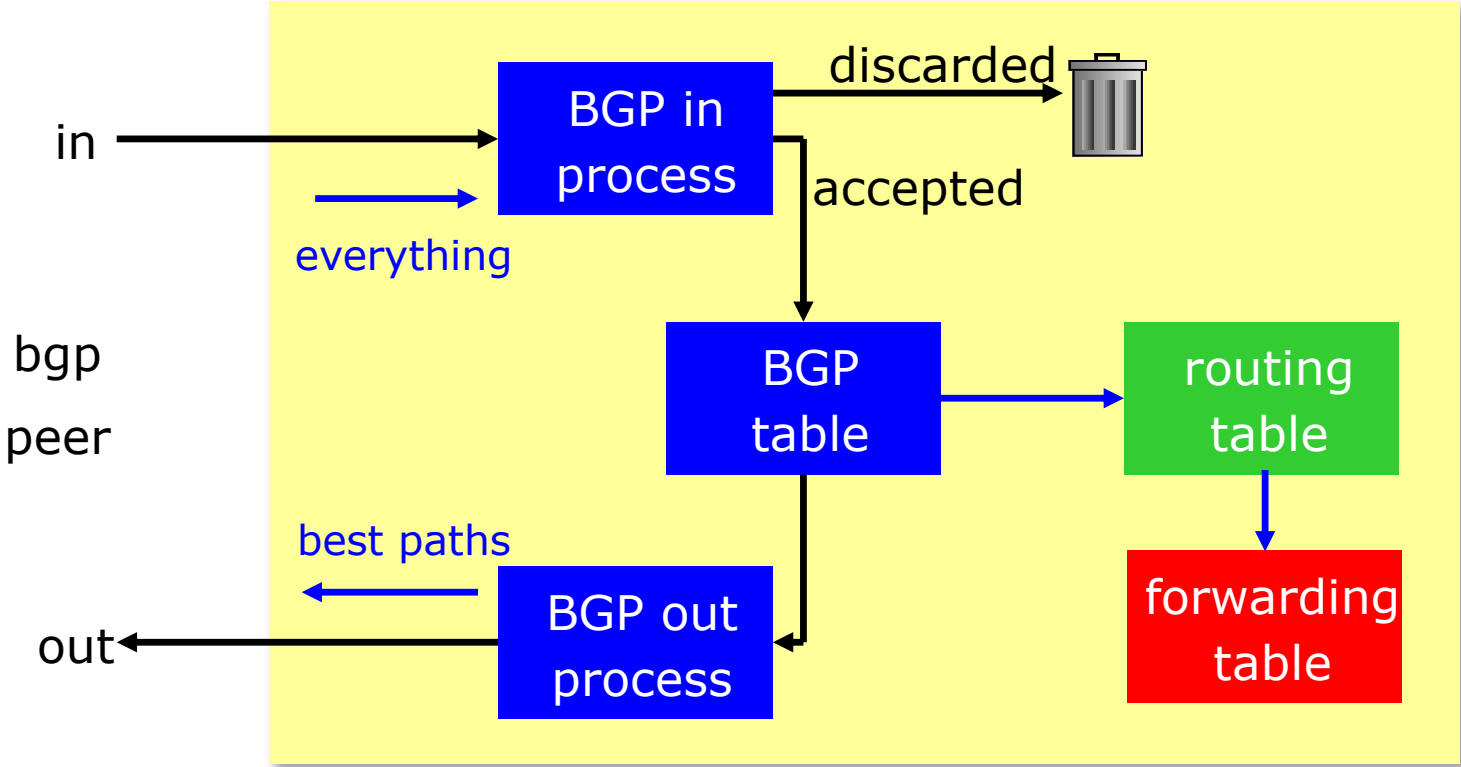 discarded
BGP in
process
in
accepted
everything
bgp
peer
BGP
table
routing
table
best paths
BGP out
process
out
forwarding
table